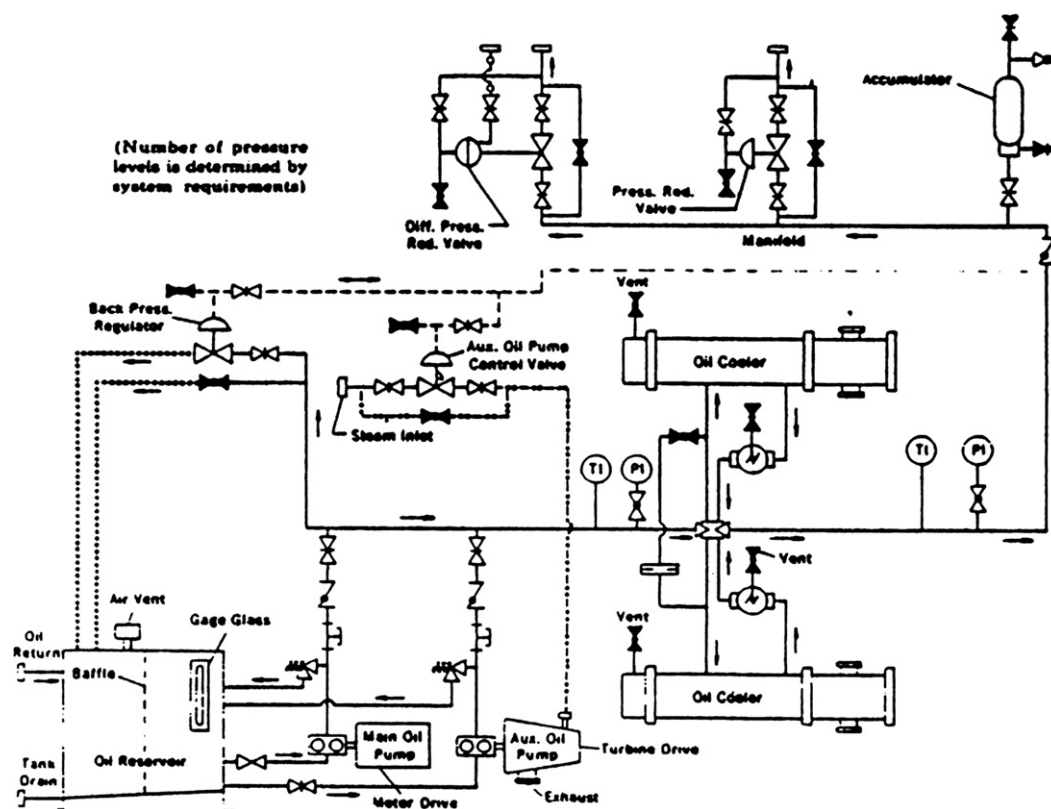 Accumulator
(Number of pressure
levels is determined by
system requirements)
Press. Red.
Valve
Diff. Press.
Red. Valve
Manifold
Back Press.
Regulator
Vent
Aux. Oil Pump
Control Valve
Oil Cooler
Steam Inlet
TI
PI
TI
PI
Vent
Air Vent
Gage Glass
Oil
Return
Baffle
Vent
Oil Cooler
Main Oil
Pump
Aux. Oil
Pump
Turbine Drive
Tank
Drain
Oil Reservoir
Motor Drive
Exhaust